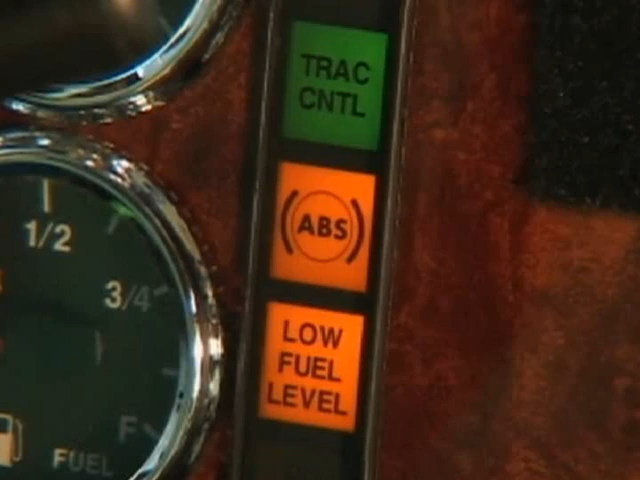 TRAC
CNTL
ABS
LOW
FUEL
LEVEL
1/2
3/4
F
FUEL